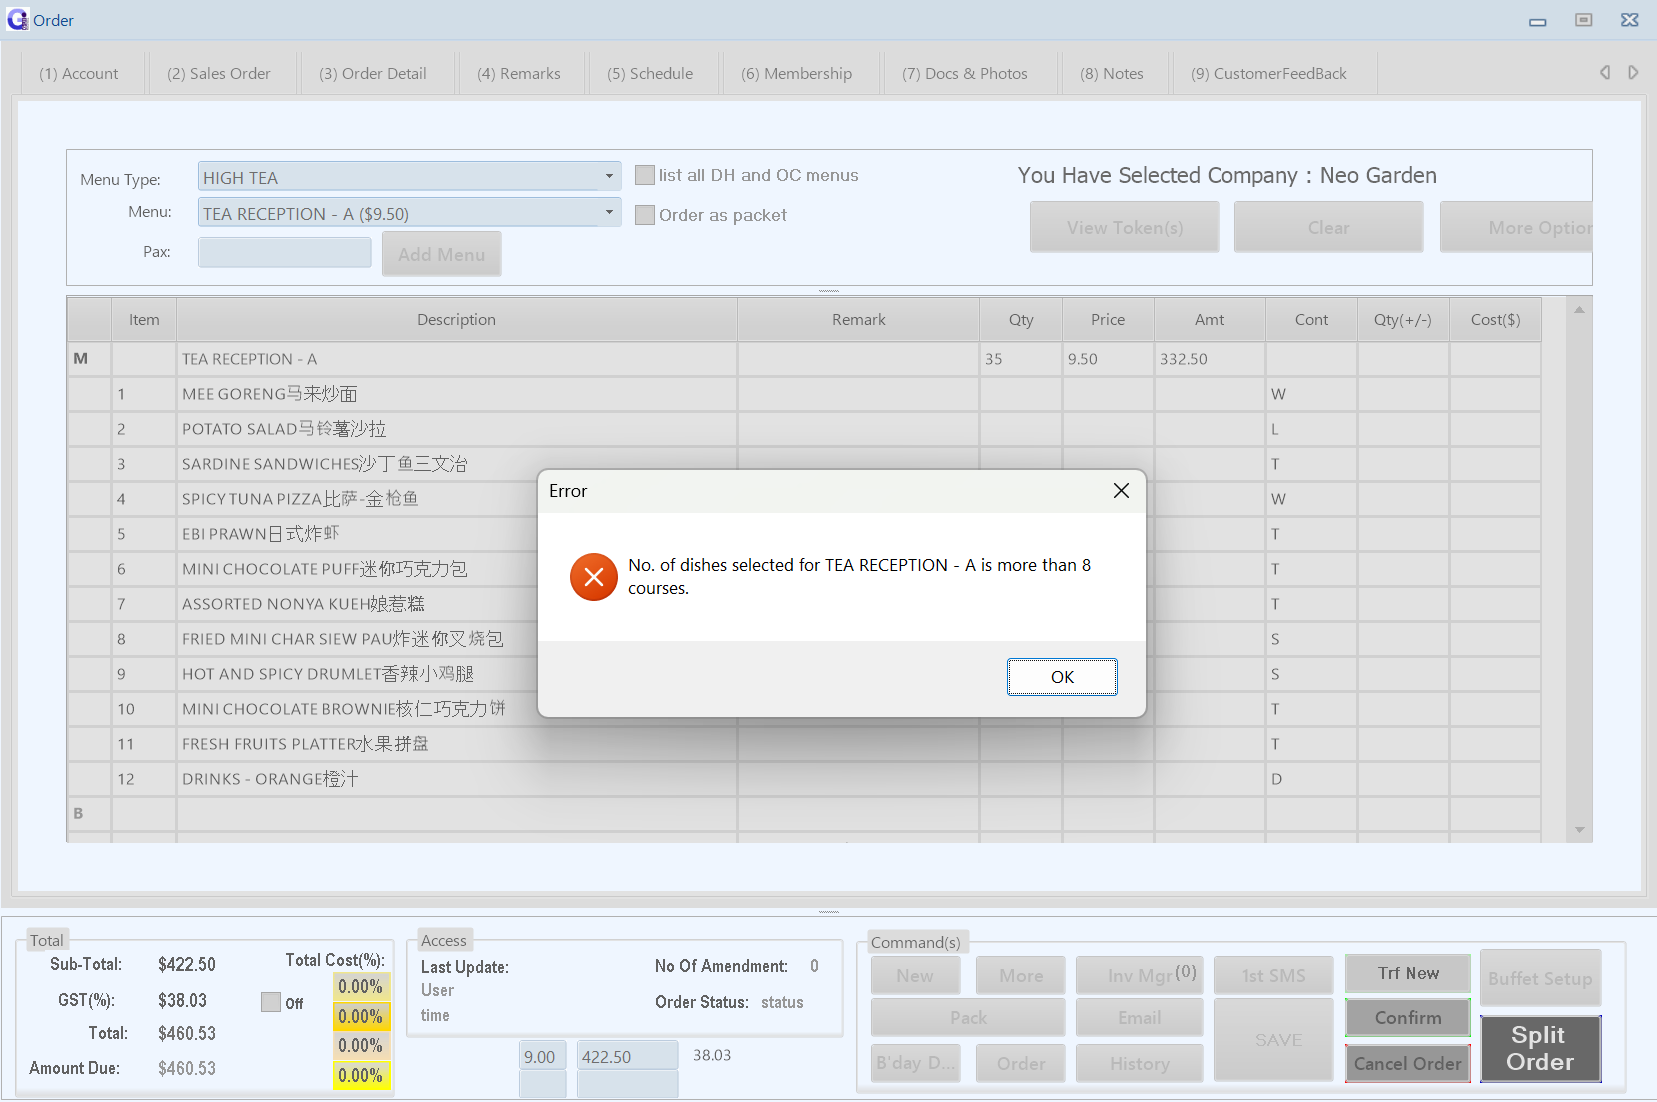 Order
(1) Account
(2) Sales Order
(3) Order Detail
(4) Remarks
(5) Schedule
(6) Membership
(7) Docs & Photos
(8) Notes
(9) CustomerFeedBack
Menu Type:
HIGH TEA
list all DH and OC menus
You Have Selected Company : Neo Garden
Menu:
TEA RECEPTION - A ($9.50)
Order as packet
View Token(s)
Clear
More Option
Pax:
Add Menu
Item Description Remark Qty Price Amt Cont Qty(+/-) Cost($)
M TEA RECEPTION - A 35 9.50 332.50
1 MEE GORENG马来炒面 W
2 POTATO SALAD马铃薯沙拉 L
3 SARDINE SANDWICHES沙丁鱼三文治 T
4 SPICY TUNA PIZZA比萨-金枪鱼 W
5 EBI PRAWN日式炸虾 T
6 MINI CHOCOLATE PUFF迷你巧克力包 T
7 ASSORTED NONYA KUEH娘惹糕 T
8 FRIED MINI CHAR SIEW PAU炸迷你叉烧包 S
9 HOT AND SPICY DRUMLET香辣小鸡腿 S
10 MINI CHOCOLATE BROWNIE核仁巧克力饼 T
11 FRESH FRUITS PLATTER水果拼盘 T
12 DRINKS - ORANGE橙汁 D
B
Error
No. of dishes selected for TEA RECEPTION - A is more than 8
courses.
OK
Total
Sub-Total: $422.50
GST(%): $38.03
Total: $460.53
Amount Due: $460.53
Total Cost(%):
Off
0.00%
0.00%
0.00%
0.00%
Access
Last Update:
User
time
No Of Amendment: 0
Order Status: status
9.00 422.50 38.03
Command(s)
New
More
Inv Mgr(0)
1st SMS
Trf New
Buffet Setup
Pack
Email
SAVE
Confirm
B'day D...
Order
History
Cancel Order
Split
Order